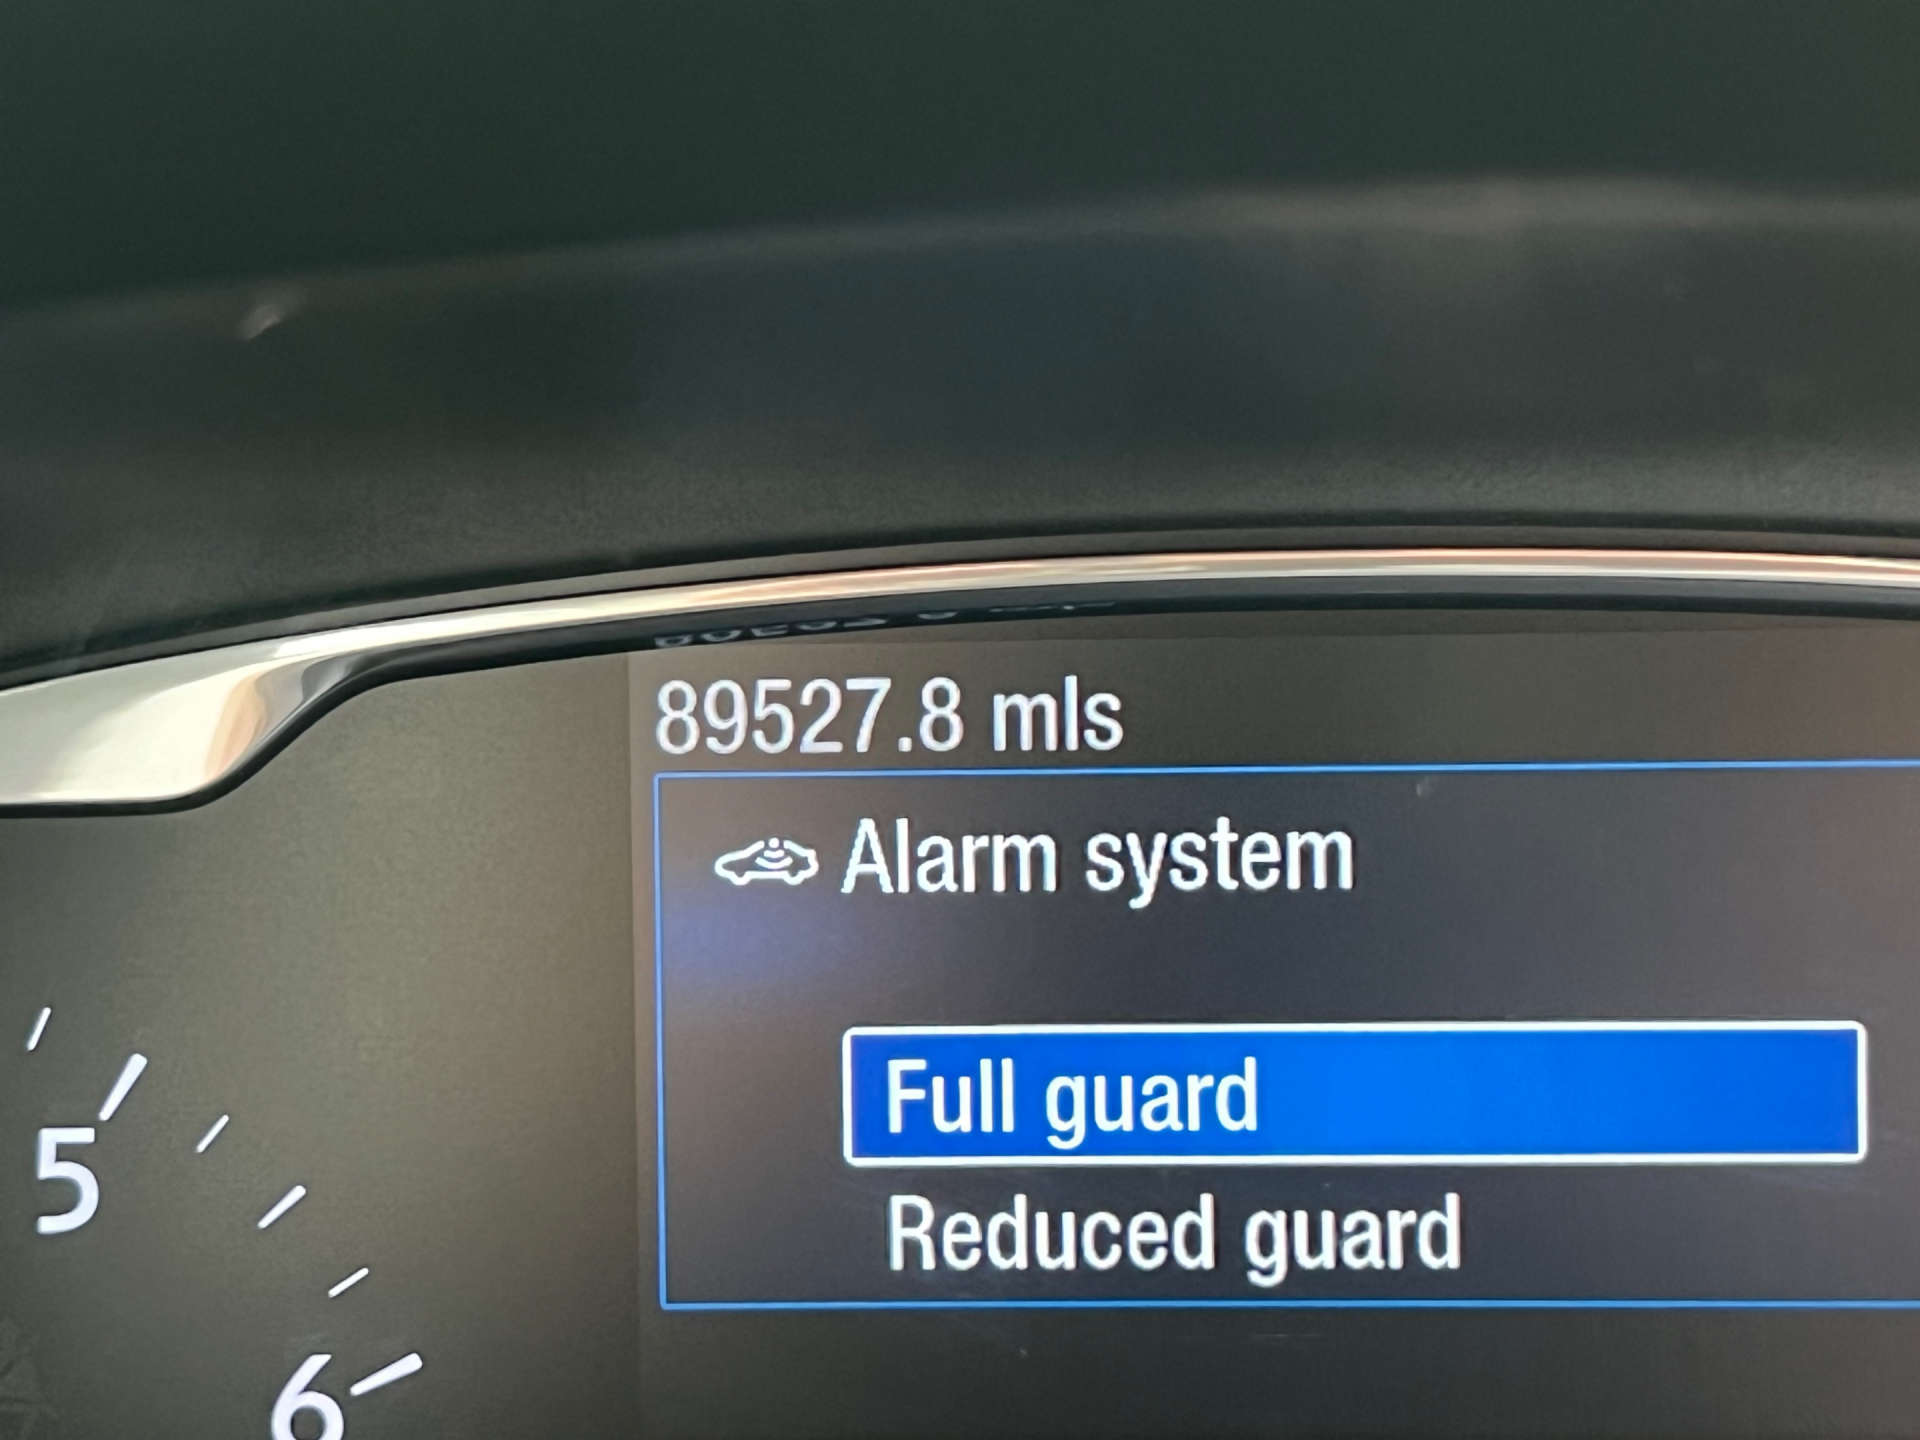 89527.8 mls
Alarm system
Full guard
Reduced guard
5
6